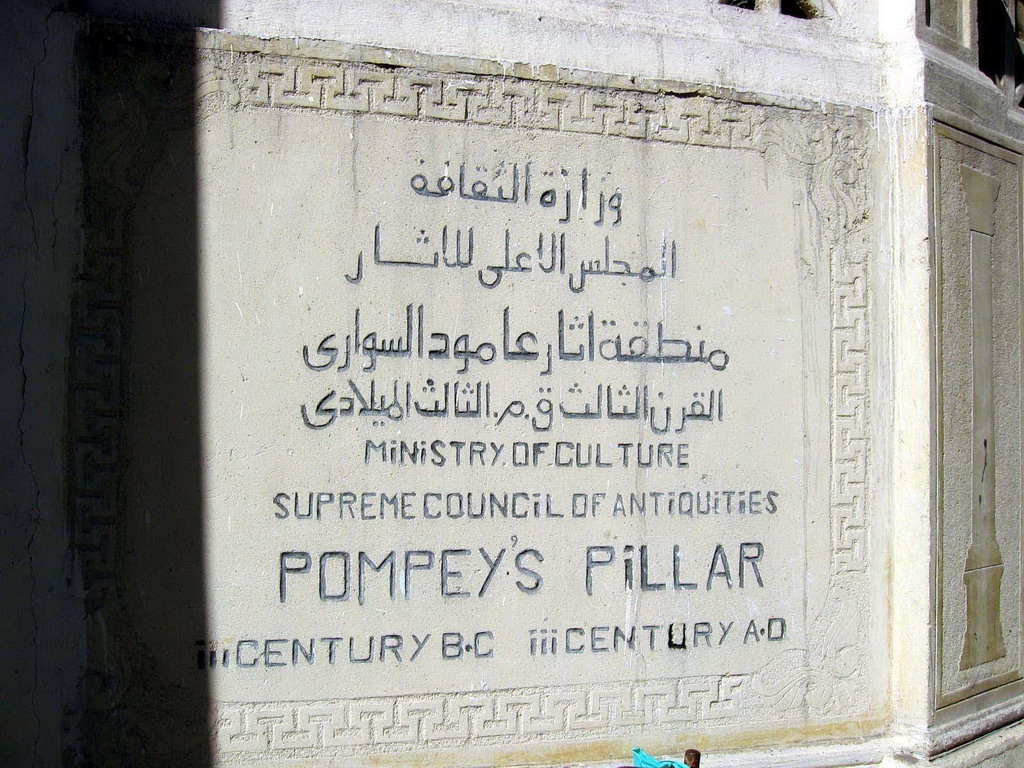 وزارة الثقافة
المجلس الاعلى للاثار
منطقة اثار عامود السوارى
القرن الثالث ق.م. الثالث الميلادى
MiNiSTRY OF CULTURE
SUPREME COUNCiL OF ANTiQUiTiES
POMPEY'S PiLLAR
iii CENTURY B.C iii CENTURY A.D